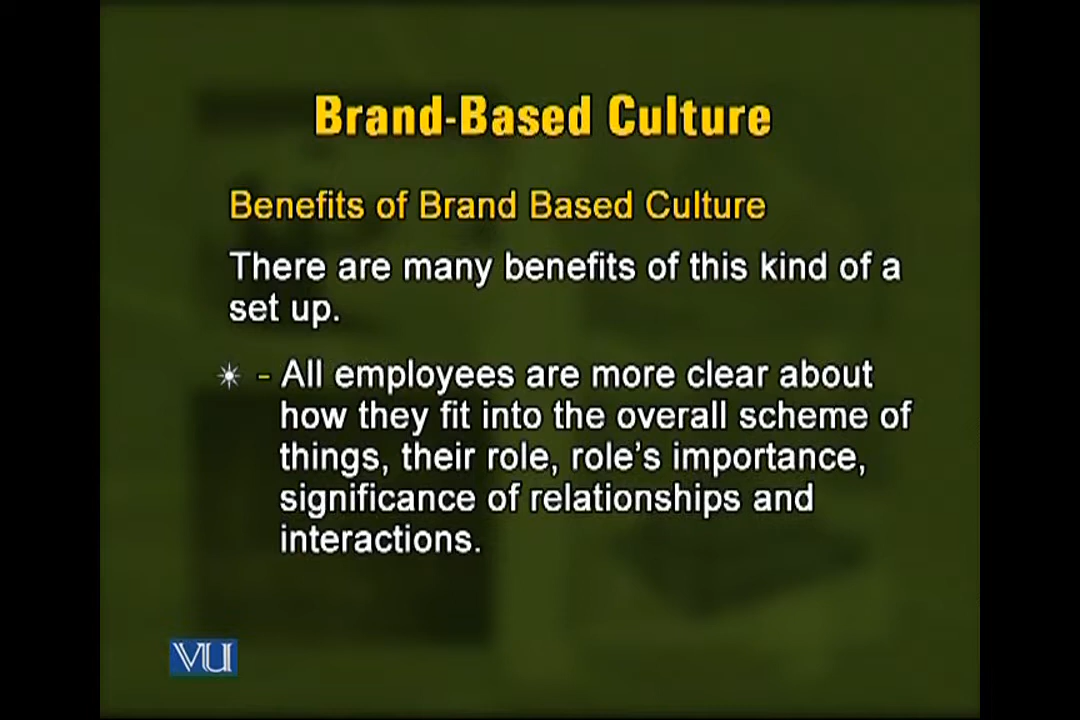 Brand-Based Culture
Benefits of Brand Based Culture
There are many benefits of this kind of a
set up.
- All employees are more clear about
how they fit into the overall scheme of
things, their role, role's importance,
significance of relationships and
interactions.
VU